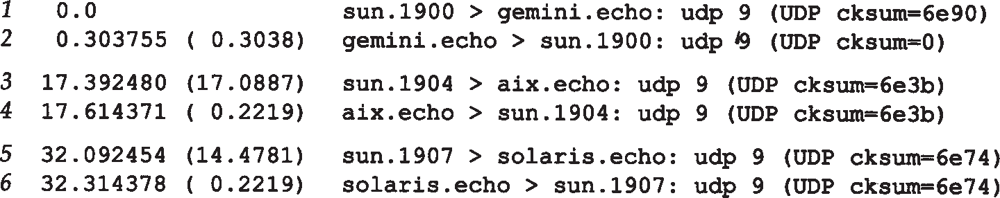 1 0.0 sun.1900 > gemini.echo: udp 9 (UDP cksum=6e90)
2 0.303755 ( 0.3038) gemini.echo > sun.1900: udp 9 (UDP cksum=0)
3 17.392480 (17.0887) sun.1904 > aix.echo: udp 9 (UDP cksum=6e3b)
4 17.614371 ( 0.2219) aix.echo > sun.1904: udp 9 (UDP cksum=6e3b)
5 32.092454 (14.4781) sun.1907 > solaris.echo: udp 9 (UDP cksum=6e74)
6 32.314378 ( 0.2219) solaris.echo > sun.1907: udp 9 (UDP cksum=6e74)